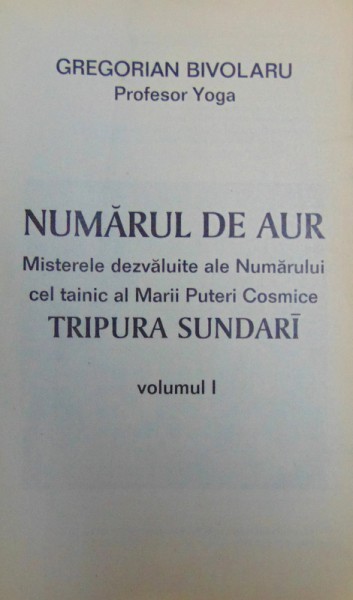 GREGORIAN BIVOLARU
Profesor Yoga
NUMĂRUL DE AUR
Misterele dezvăluite ale Numărului
cel tainic al Marii Puteri Cosmice
TRIPURA SUNDARĪ
volumul I